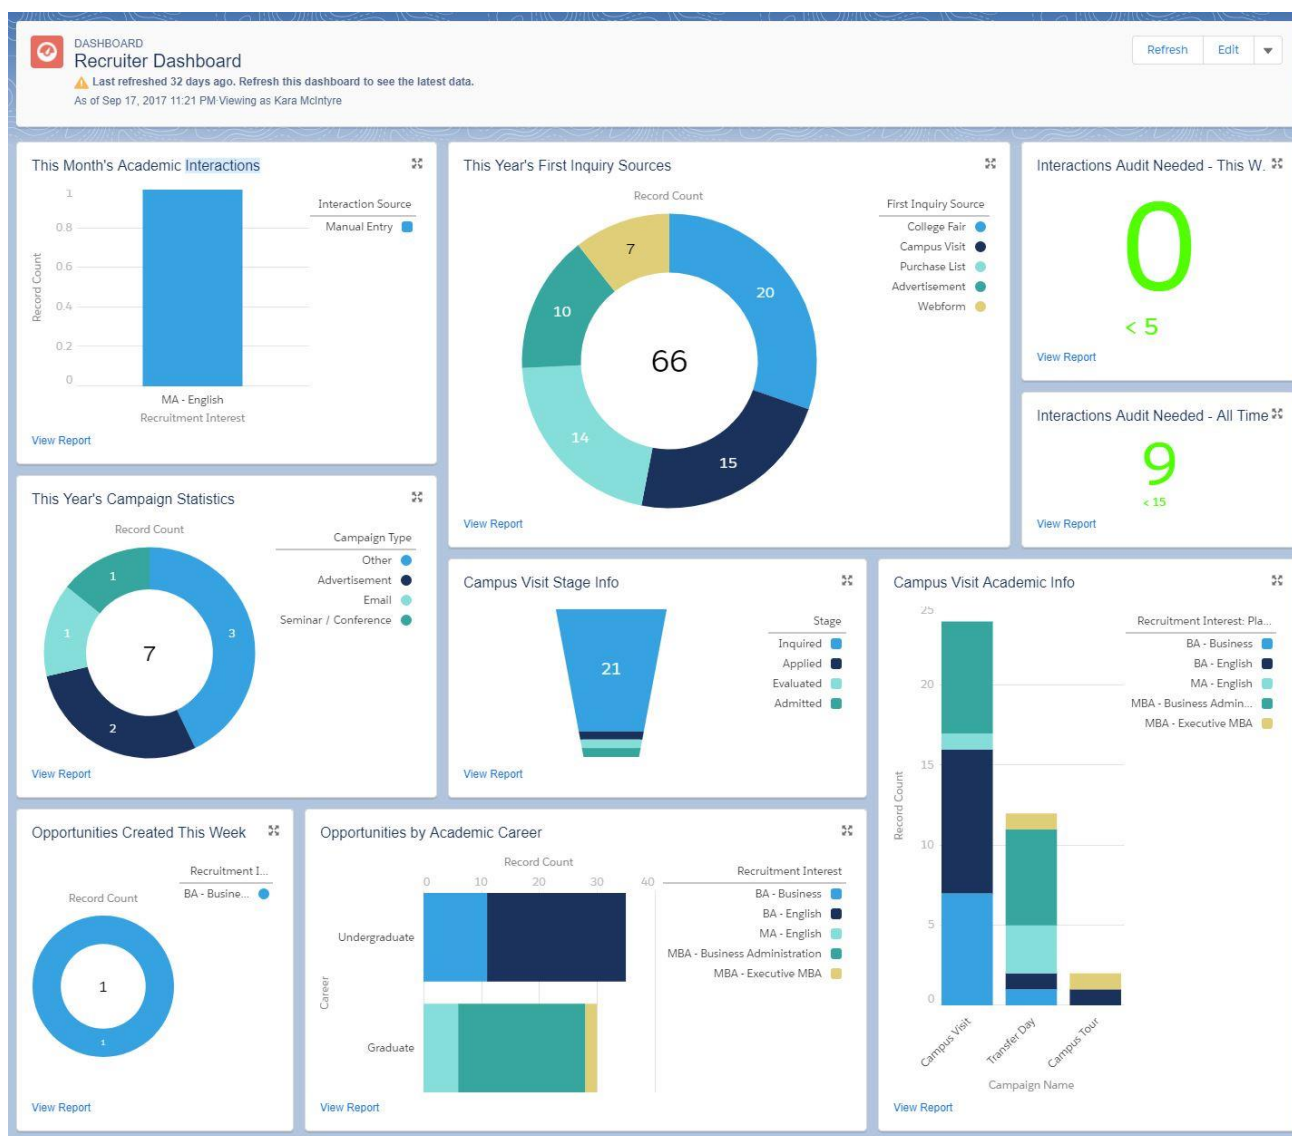 DASHBOARD
Recruiter Dashboard
Last refreshed 32 days ago. Refresh this dashboard to see the latest data.
As of Sep 17, 2017 11:21 PM·Viewing as Kara McIntyre
Refresh
Edit
This Month's Academic Interactions
Interaction Source
Manual Entry
Record Count
1
0.8
0.6
0.4
0.2
0
MA - English
Recruitment Interest
View Report
This Year's First Inquiry Sources
Record Count
First Inquiry Source
College Fair
Campus Visit
Purchase List
Advertisement
Webform
7
20
10
66
14
15
View Report
Interactions Audit Needed - This W.
0
< 5
View Report
Interactions Audit Needed - All Time
9
< 15
View Report
This Year's Campaign Statistics
Record Count
Campaign Type
Other
Advertisement
Email
Seminar / Conference
1
1
3
7
2
View Report
Campus Visit Stage Info
21
Stage
Inquired
Applied
Evaluated
Admitted
View Report
Campus Visit Academic Info
Recruitment Interest: Pla...
BA - Business
BA - English
MA - English
MBA - Business Admin...
MBA - Executive MBA
Record Count
25
20
15
10
5
0
Campus Visit
Transfer Day
Campus Tour
Campaign Name
View Report
Opportunities Created This Week
Recruitment I...
BA - Busine...
Record Count
1
1
View Report
Opportunities by Academic Career
Record Count
0 10 20 30 40
Career
Undergraduate
Graduate
Recruitment Interest
BA - Business
BA - English
MA - English
MBA - Business Administration
MBA - Executive MBA
View Report